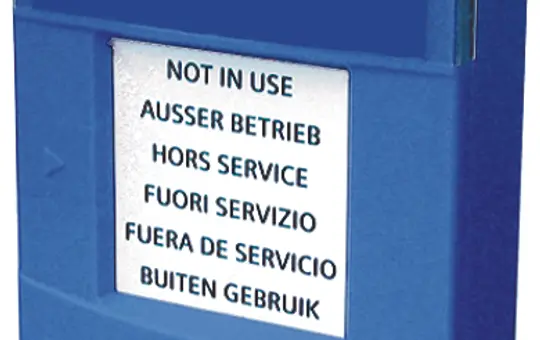 NOT IN USE
AUSSER BETRIEB
HORS SERVICE
FUORI SERVIZIO
FUERA DE SERVICIO
BUITEN GEBRUIK